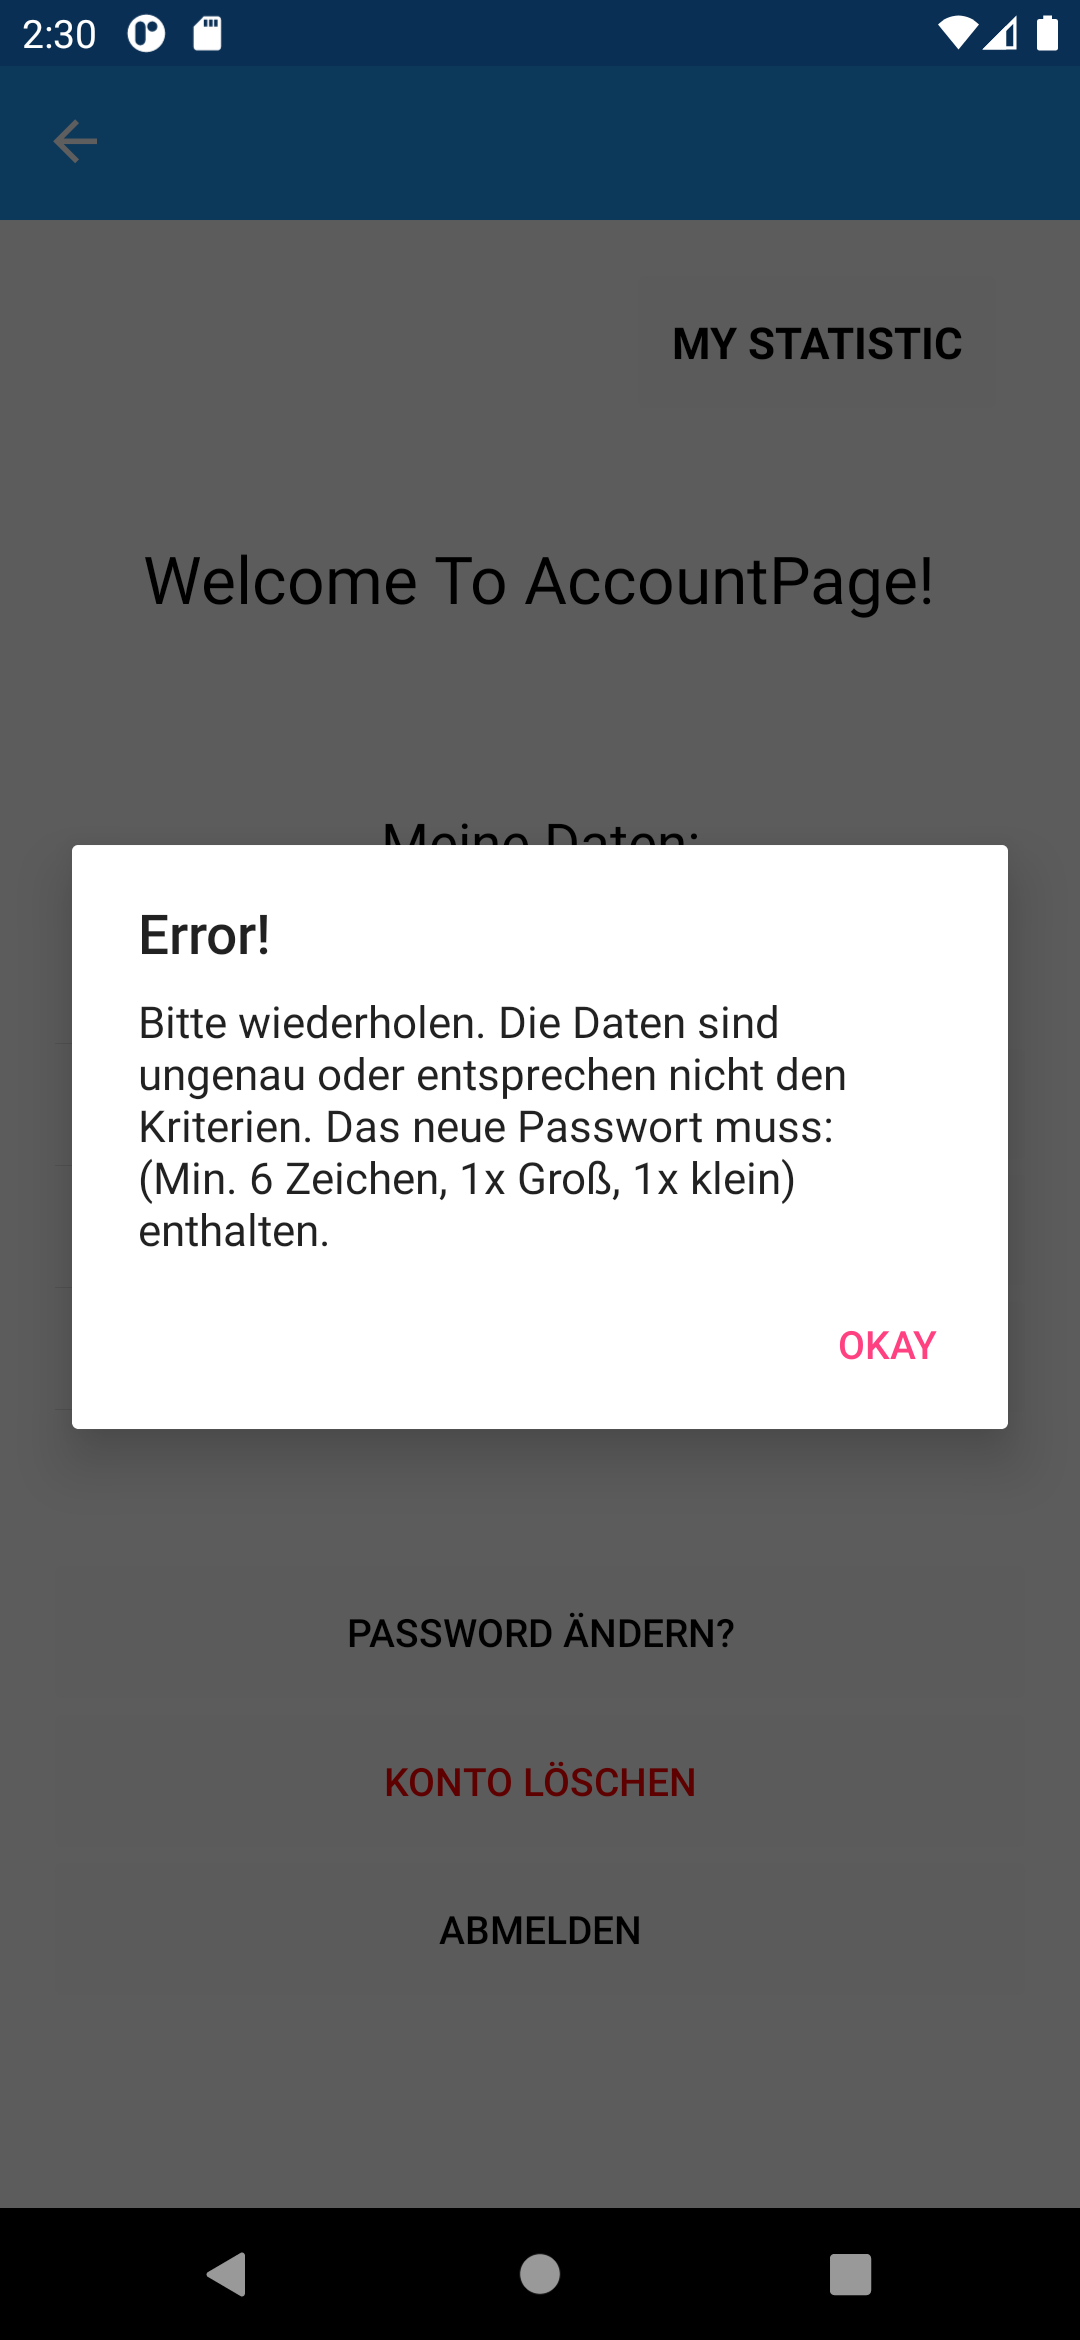 2:30
MY STATISTIC
Welcome To AccountPage!
Meine Daten:
Error!
Bitte wiederholen. Die Daten sind
ungenau oder entsprechen nicht den
Kriterien. Das neue Passwort muss:
(Min. 6 Zeichen, 1x Groß, 1x klein)
enthalten.
OKAY
PASSWORD ÄNDERN?
KONTO LÖSCHEN
ABMELDEN